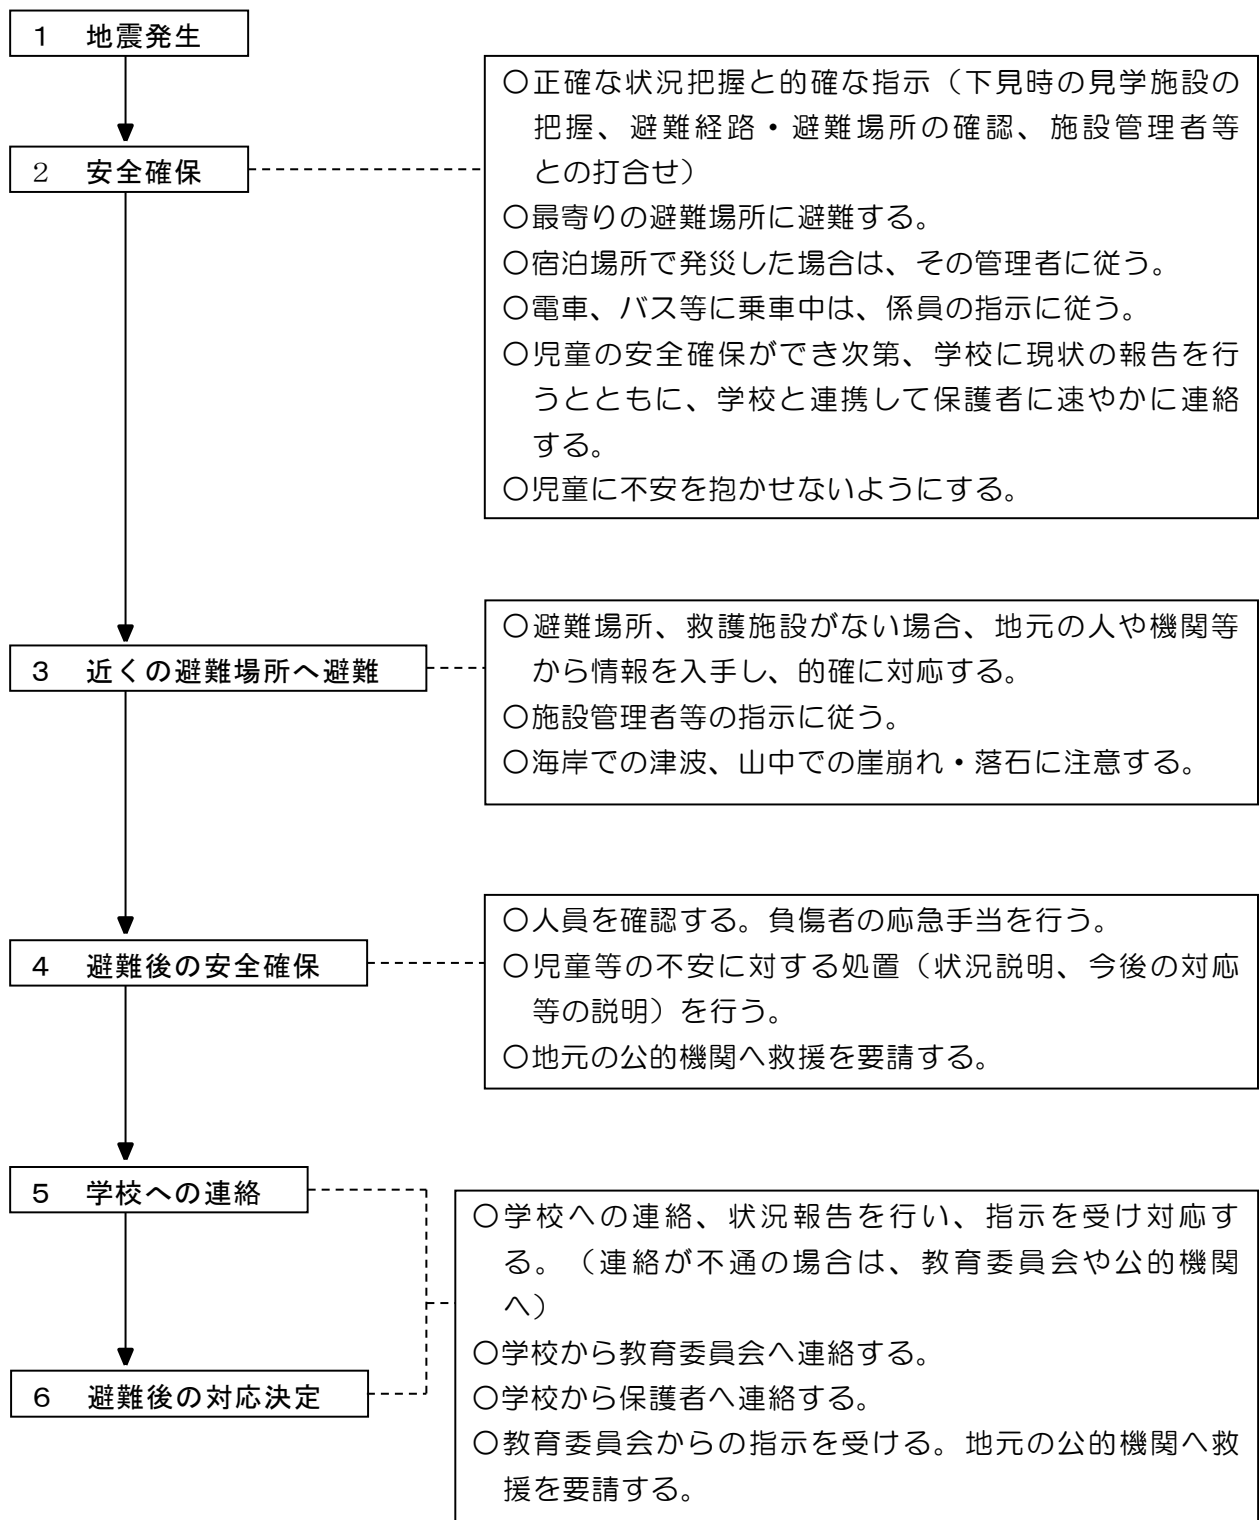 １　地震発生
２　安全確保
〇正確な状況把握と的確な指示（下見時の見学施設の
把握、避難経路・避難場所の確認、施設管理者等
との打合せ）
〇最寄りの避難場所に避難する。
〇宿泊場所で発災した場合は、その管理者に従う。
〇電車、バス等に乗車中は、係員の指示に従う。
〇児童の安全確保ができ次第、学校に現状の報告を行
うとともに、学校と連携して保護者に速やかに連絡
する。
〇児童に不安を抱かせないようにする。
３　近くの避難場所へ避難
〇避難場所、救護施設がない場合、地元の人や機関等
から情報を入手し、的確に対応する。
〇施設管理者等の指示に従う。
〇海岸での津波、山中での崖崩れ・落石に注意する。
４　避難後の安全確保
〇人員を確認する。負傷者の応急手当を行う。
〇児童等の不安に対する処置（状況説明、今後の対応
等の説明）を行う。
〇地元の公的機関へ救援を要請する。
５　学校への連絡
６　避難後の対応決定
〇学校への連絡、状況報告を行い、指示を受け対応す
る。（連絡が不通の場合は、教育委員会や公的機関
へ）
〇学校から教育委員会へ連絡する。
〇学校から保護者へ連絡する。
〇教育委員会からの指示を受ける。地元の公的機関へ救
援を要請する。